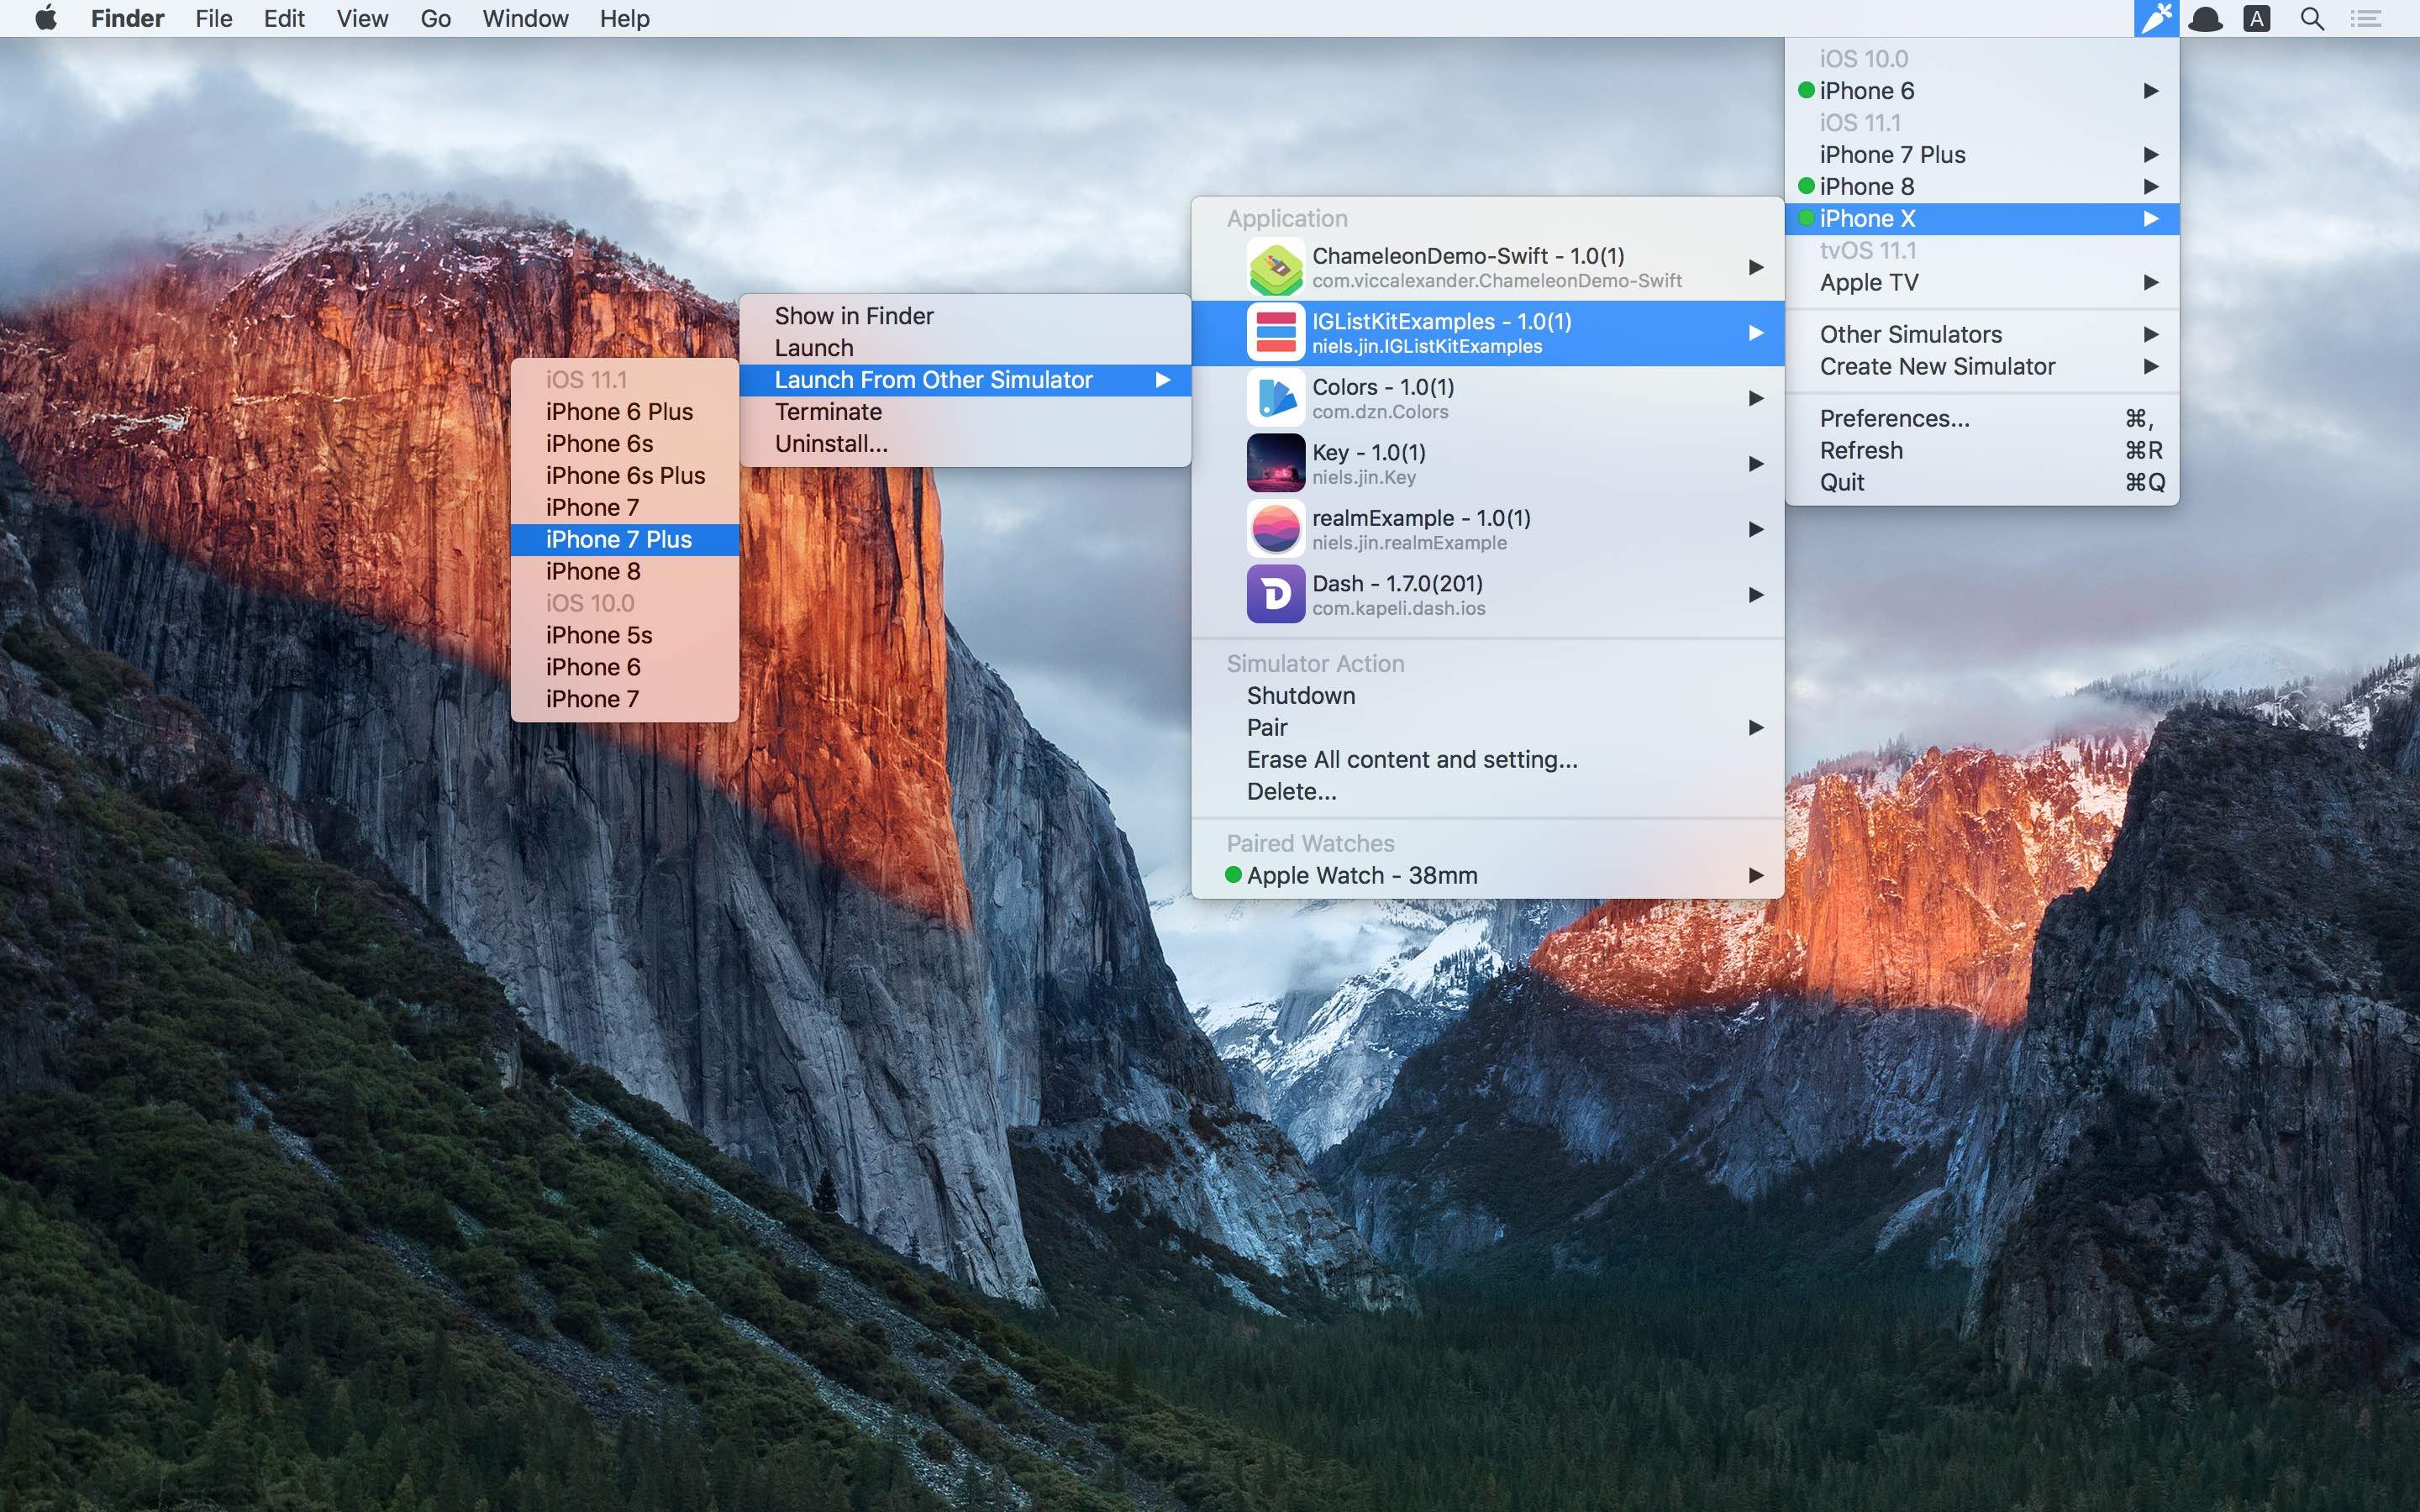 Finder File Edit View Go Window Help A
iOS 10.0
iPhone 6
iOS 11.1
iPhone 7 Plus
iPhone 8
iPhone X
tvOS 11.1
Apple TV
Other Simulators
Create New Simulator
Preferences... ⌘,
Refresh ⌘R
Quit ⌘Q
Application
ChameleonDemo-Swift - 1.0(1)
com.viccalexander.ChameleonDemo-Swift
IGListKitExamples - 1.0(1)
niels.jin.IGListKitExamples
Colors - 1.0(1)
com.dzn.Colors
Key - 1.0(1)
niels.jin.Key
realmExample - 1.0(1)
niels.jin.realmExample
Dash - 1.7.0(201)
com.kapeli.dash.ios
Simulator Action
Shutdown
Pair
Erase All content and setting...
Delete...
Paired Watches
Apple Watch - 38mm
Show in Finder
Launch
Launch From Other Simulator
Terminate
Uninstall...
iOS 11.1
iPhone 6 Plus
iPhone 6s
iPhone 6s Plus
iPhone 7
iPhone 7 Plus
iPhone 8
iOS 10.0
iPhone 5s
iPhone 6
iPhone 7